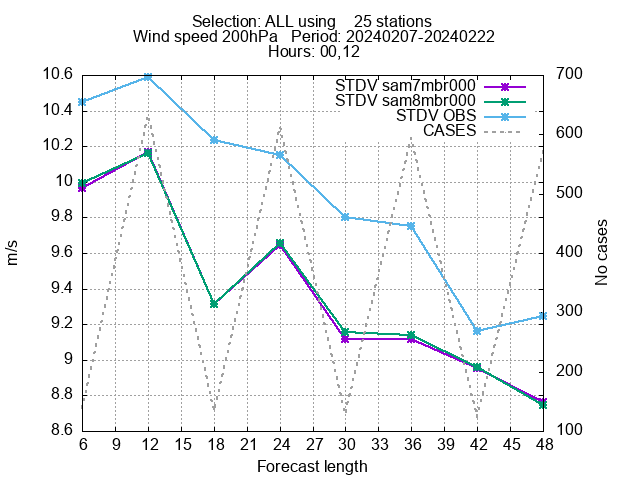 Selection: ALL using    25 stations
Wind speed 200hPa   Period: 20240207-20240222
Hours: 00,12
STDV sam7mbr000
STDV sam8mbr000
STDV OBS
CASES
10.6
10.4
10.2
10
9.8
9.6
9.4
9.2
9
8.8
8.6
m/s
700
600
500
400
300
200
100
No cases
6 9 12 15 18 21 24 27 30 33 36 39 42 45 48
Forecast length